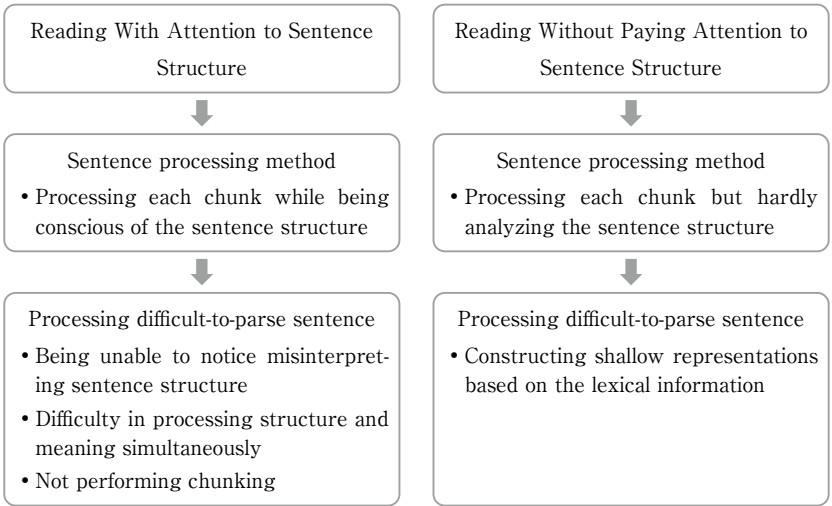 Reading With Attention to Sentence
Structure
Sentence processing method
• Processing each chunk while being
conscious of the sentence structure
Processing difficult-to-parse sentence
• Being unable to notice misinterpret-
ing sentence structure
• Difficulty in processing structure and
meaning simultaneously
• Not performing chunking
Reading Without Paying Attention to
Sentence Structure
Sentence processing method
• Processing each chunk but hardly
analyzing the sentence structure
Processing difficult-to-parse sentence
• Constructing shallow representations
based on the lexical information